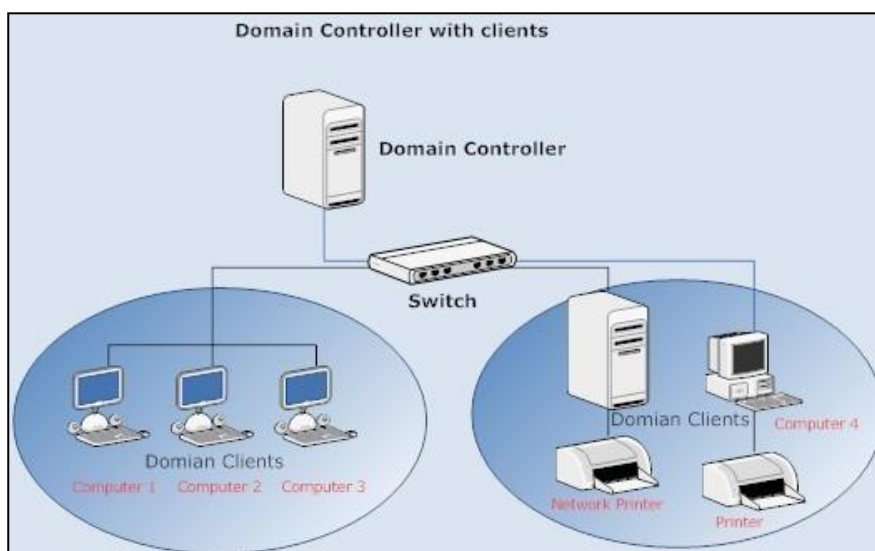 Domain Controller with clients
Domain Controller
Switch
Domian Clients
Computer 1
Computer 2
Computer 3
Domian Clients
Computer 4
Network Printer
Printer